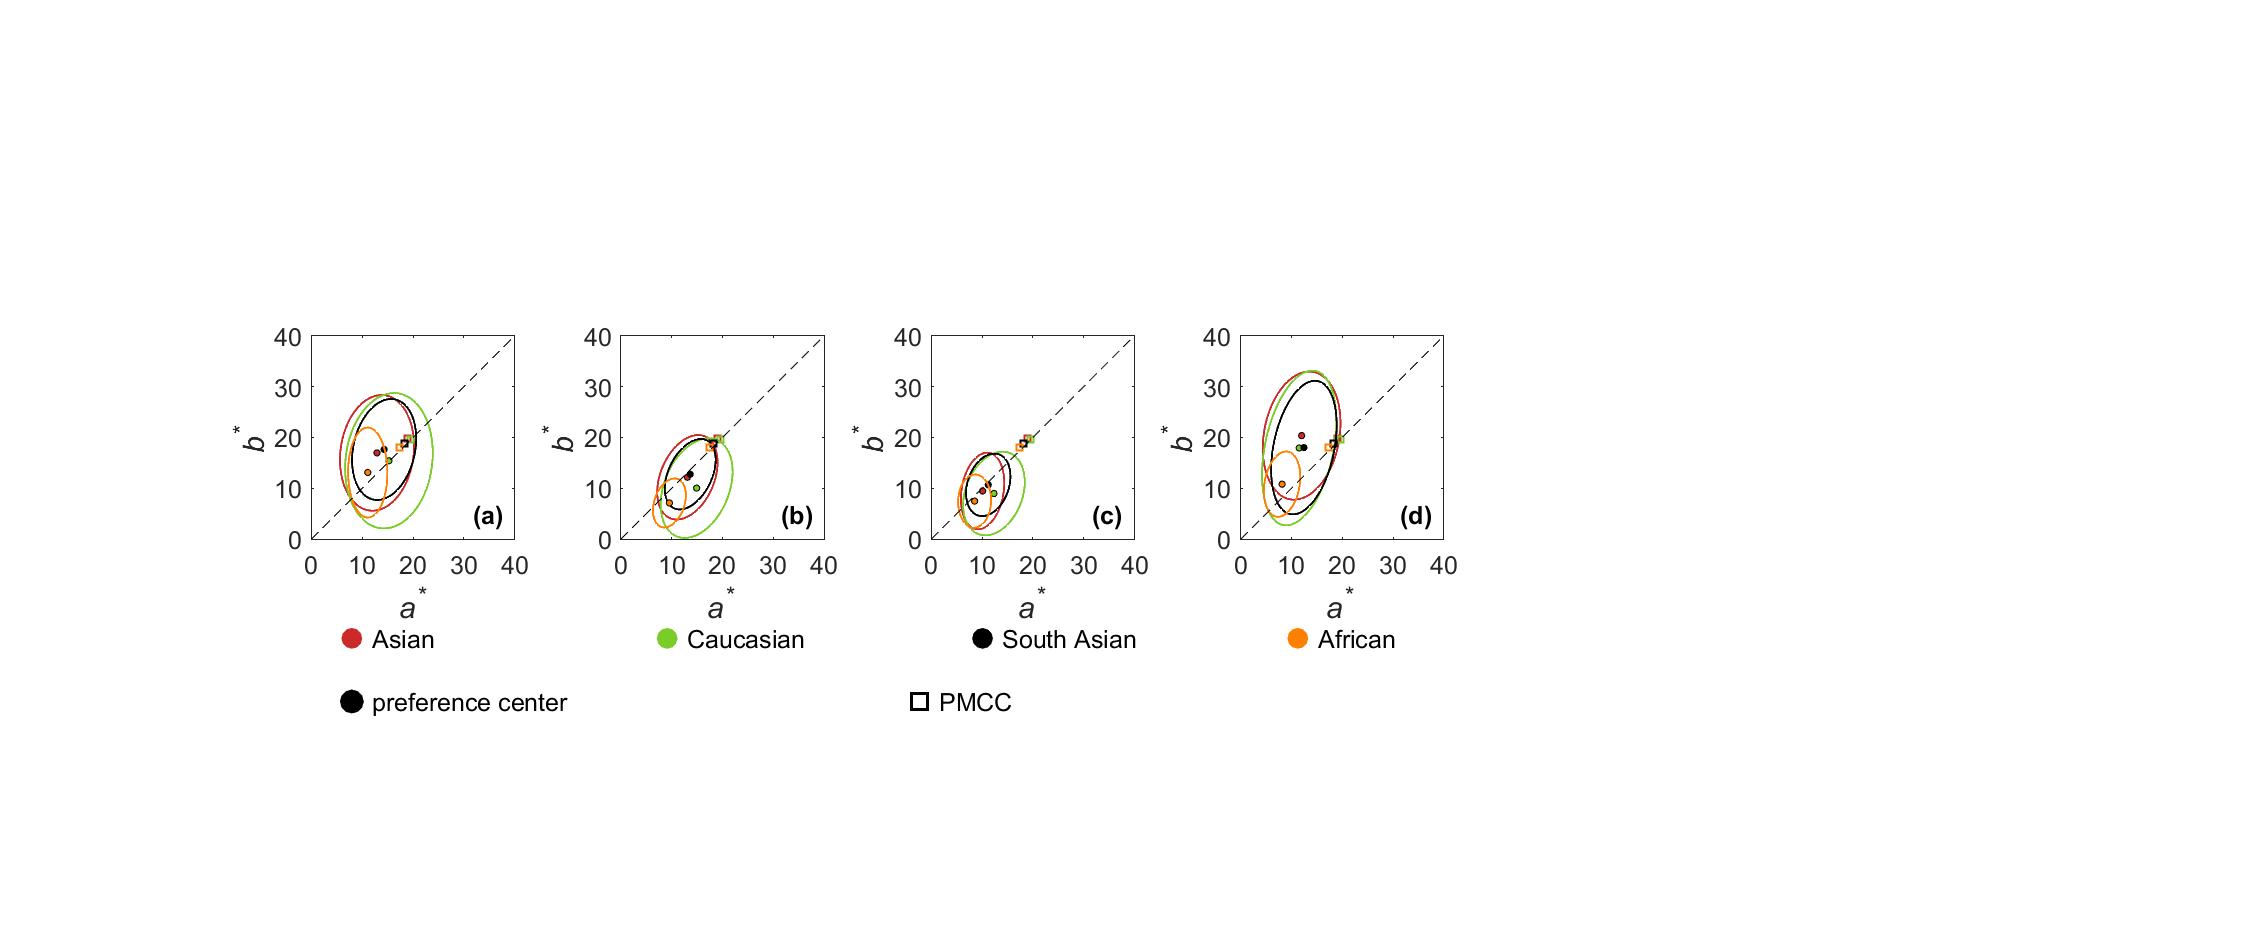 40 40 40 40
30 30 30 30
b* b* b* b*
20 20 20 20
10 10 10 10
(a) (b) (c) (d)
0 0 0 0
0 10 20 30 40 0 10 20 30 40 0 10 20 30 40 0 10 20 30 40
a* a* a* a*
Asian Caucasian South Asian African
preference center PMCC